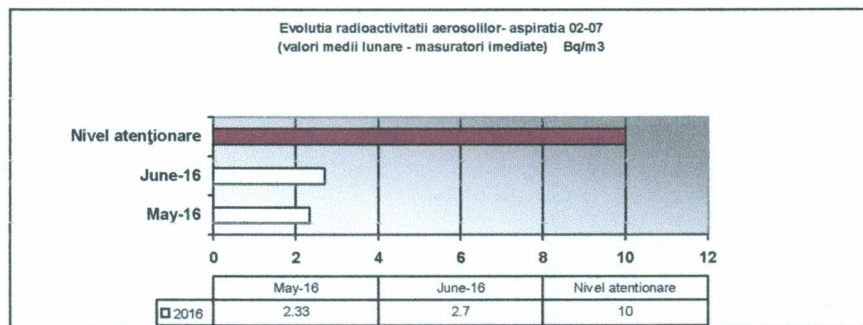 Evolutia radioactivitatii aerosolilor- aspiratia 02-07
(valori medii lunare - masuratori imediate) Bq/m3
Nivel atenţionare
June-16
May-16
0 2 4 6 8 10 12
May-16 June-16 Nivel atentionare
2016 2.33 2.7 10